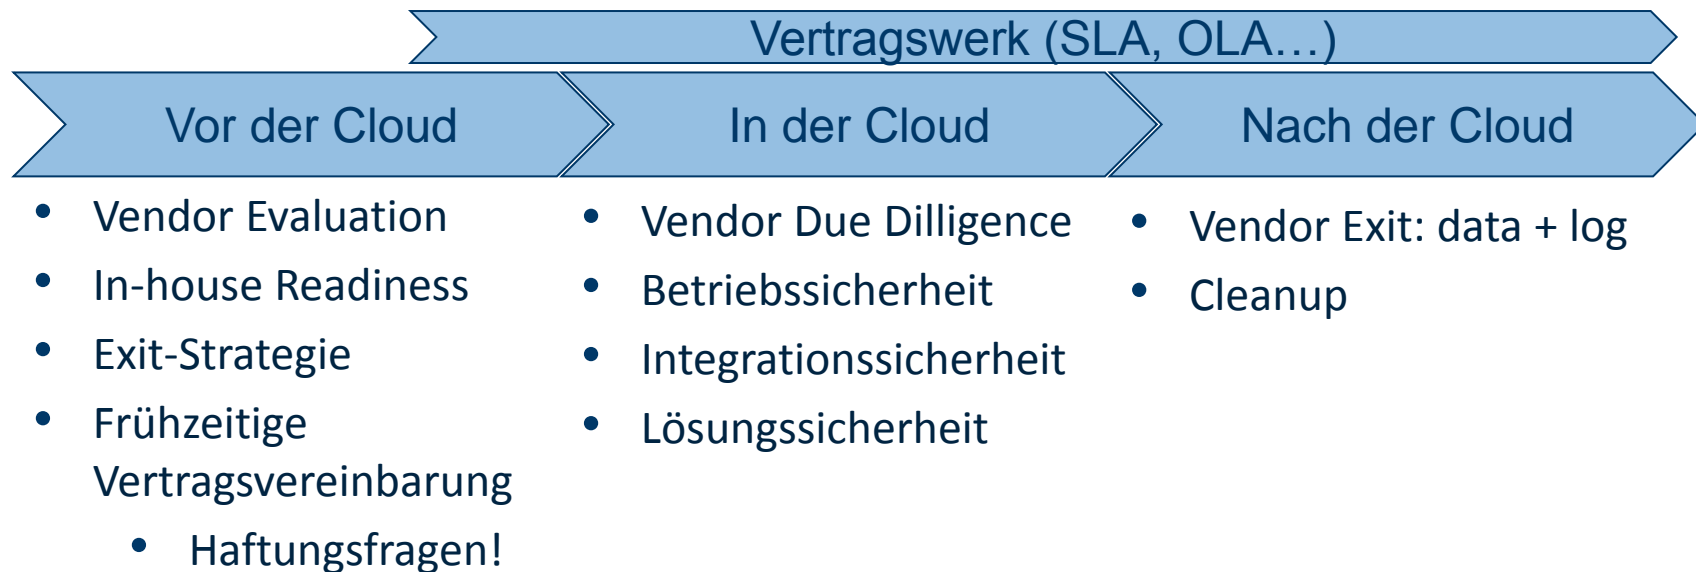 Vertragswerk (SLA, OLA…)
Vor der Cloud
In der Cloud
Nach der Cloud
• Vendor Evaluation
• In-house Readiness
• Exit-Strategie
• Frühzeitige
Vertragsvereinbarung
• Haftungsfragen!
• Vendor Due Dilligence
• Betriebssicherheit
• Integrationssicherheit
• Lösungssicherheit
• Vendor Exit: data + log
• Cleanup